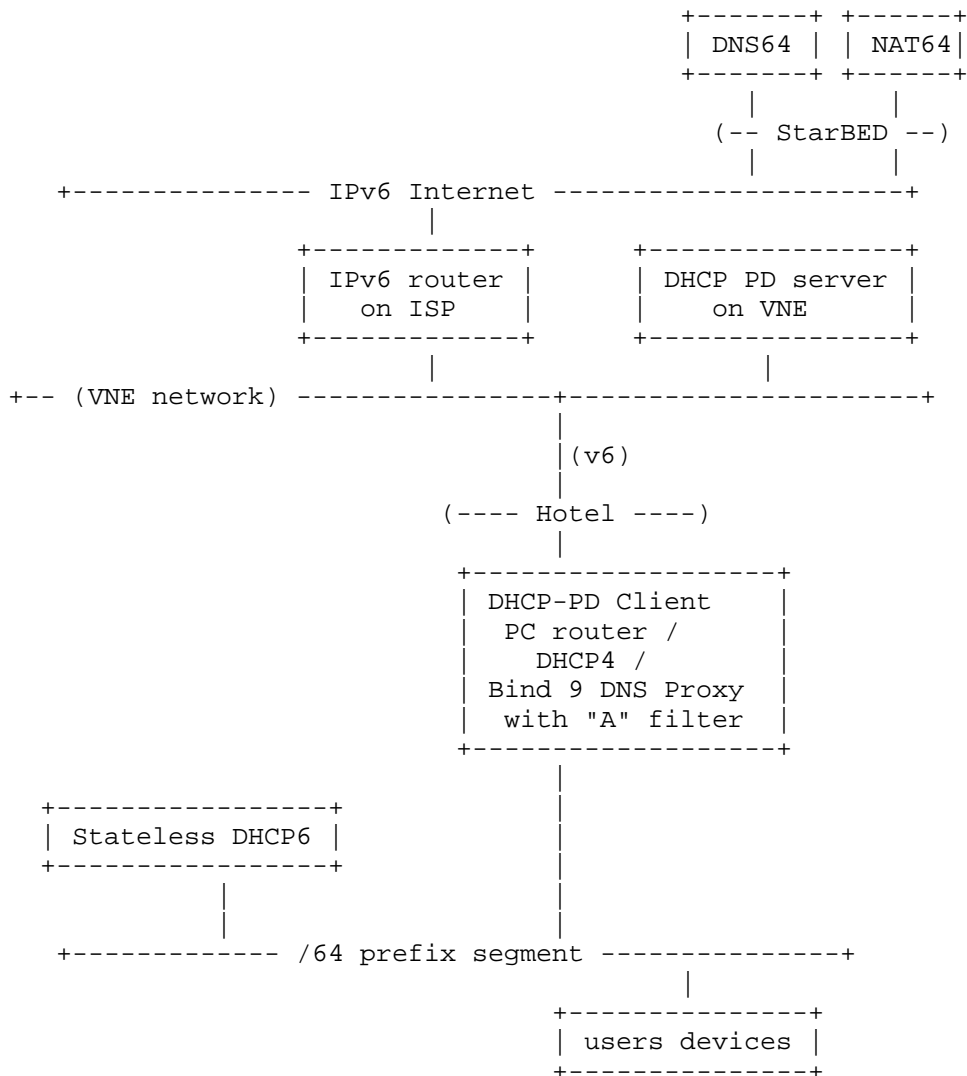 DNS64 NAT64
(-- StarBED --)
IPv6 Internet
IPv6 router DHCP PD server
on ISP on VNE
(VNE network)
(v6)
(---- Hotel ----)
DHCP-PD Client
PC router /
DHCP4 /
Bind 9 DNS Proxy
with "A" filter
Stateless DHCP6
/64 prefix segment
users devices